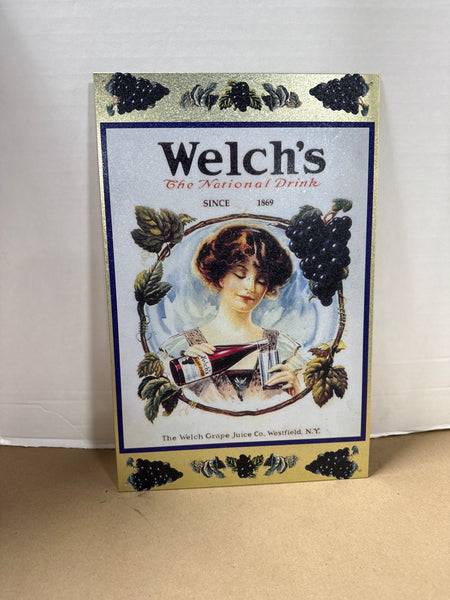 Welch's
The National Drink
SINCE 1869
The Welch Grape Juice Co. Westfield, N.Y.